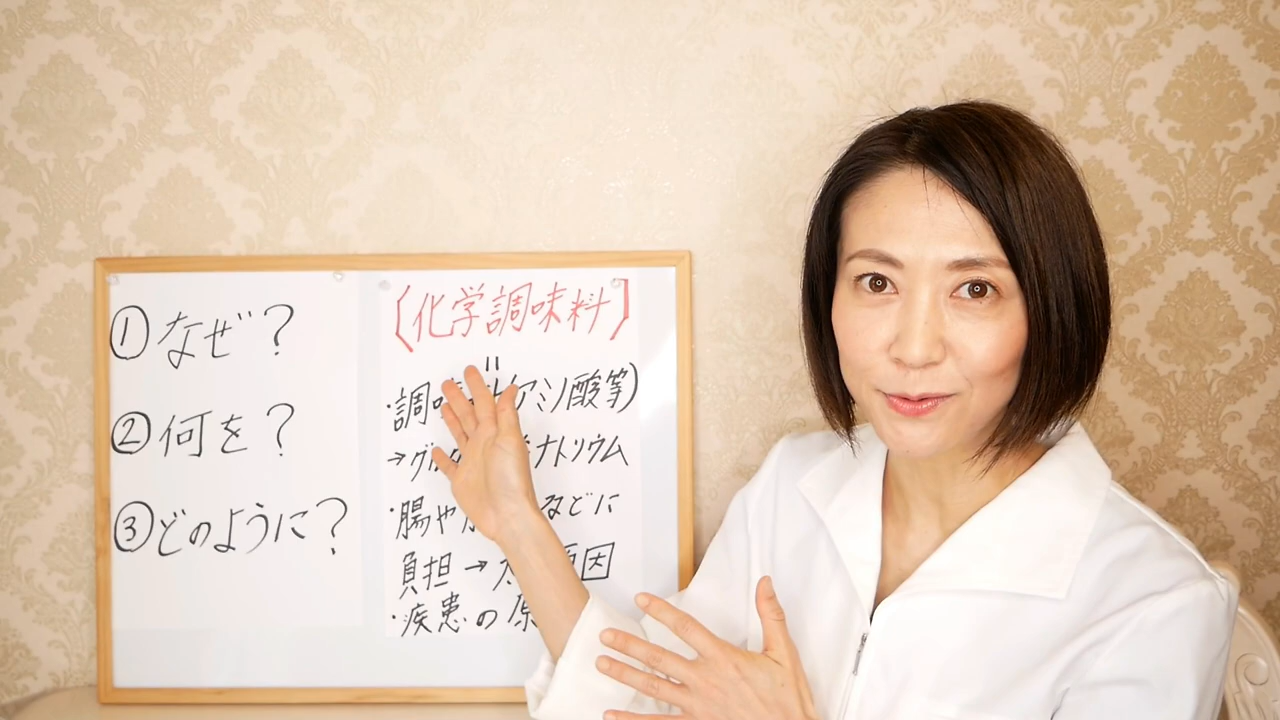 ①なぜ?
②何を?
③どのように?
〔化学調味料〕
=
・調味 (アミノ酸等)
→グル ナトリウム
・腸や などに
負担→ 原因
・疾患の